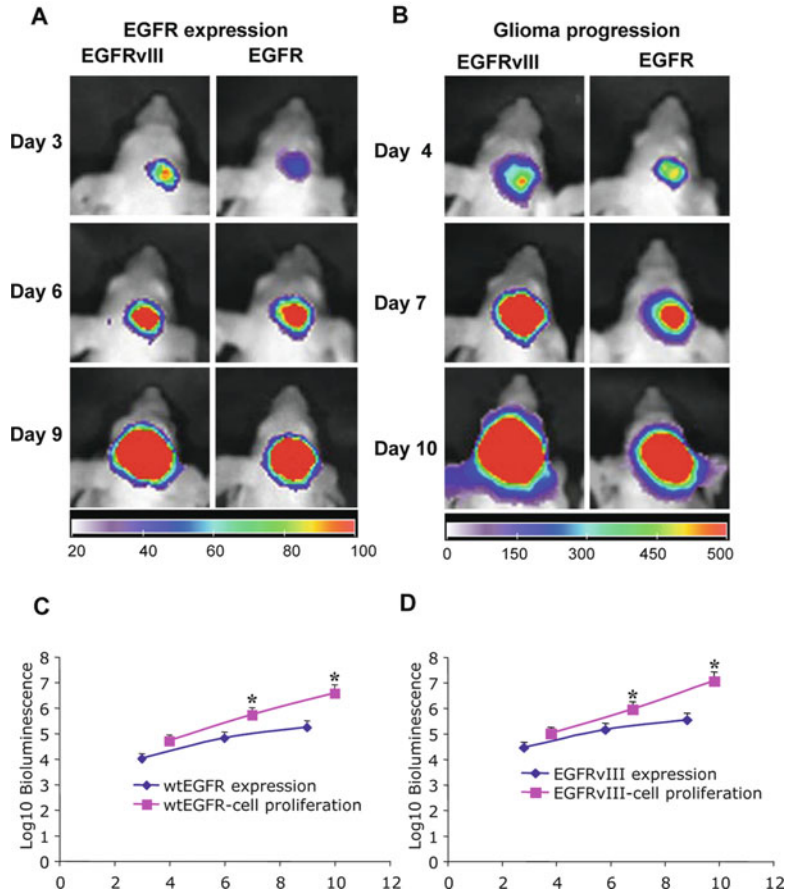 A
EGFR expression
EGFRvIII EGFR
Day 3
Day 6
Day 9
20 40 60 80 100
B
Glioma progression
EGFRvIII EGFR
Day 4
Day 7
Day 10
0 150 300 450 500
C
Log10 Bioluminescence
8
7
6
5
4
3
2
1
0
* *
wtEGFR expression
wtEGFR-cell proliferation
0 2 4 6 8 10 12
D
Log10 Bioluminescence
8
7
6
5
4
3
2
1
0
* *
EGFRvIII expression
EGFRvIII-cell proliferation
0 2 4 6 8 10 12